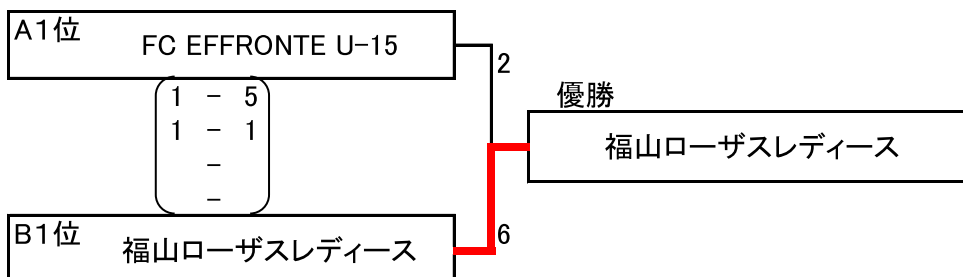 A1位 FC EFFRONTE U-15
2
1 - 5
1 - 1
-
-
優勝
福山ローザスレディース
B1位 福山ローザスレディース
6